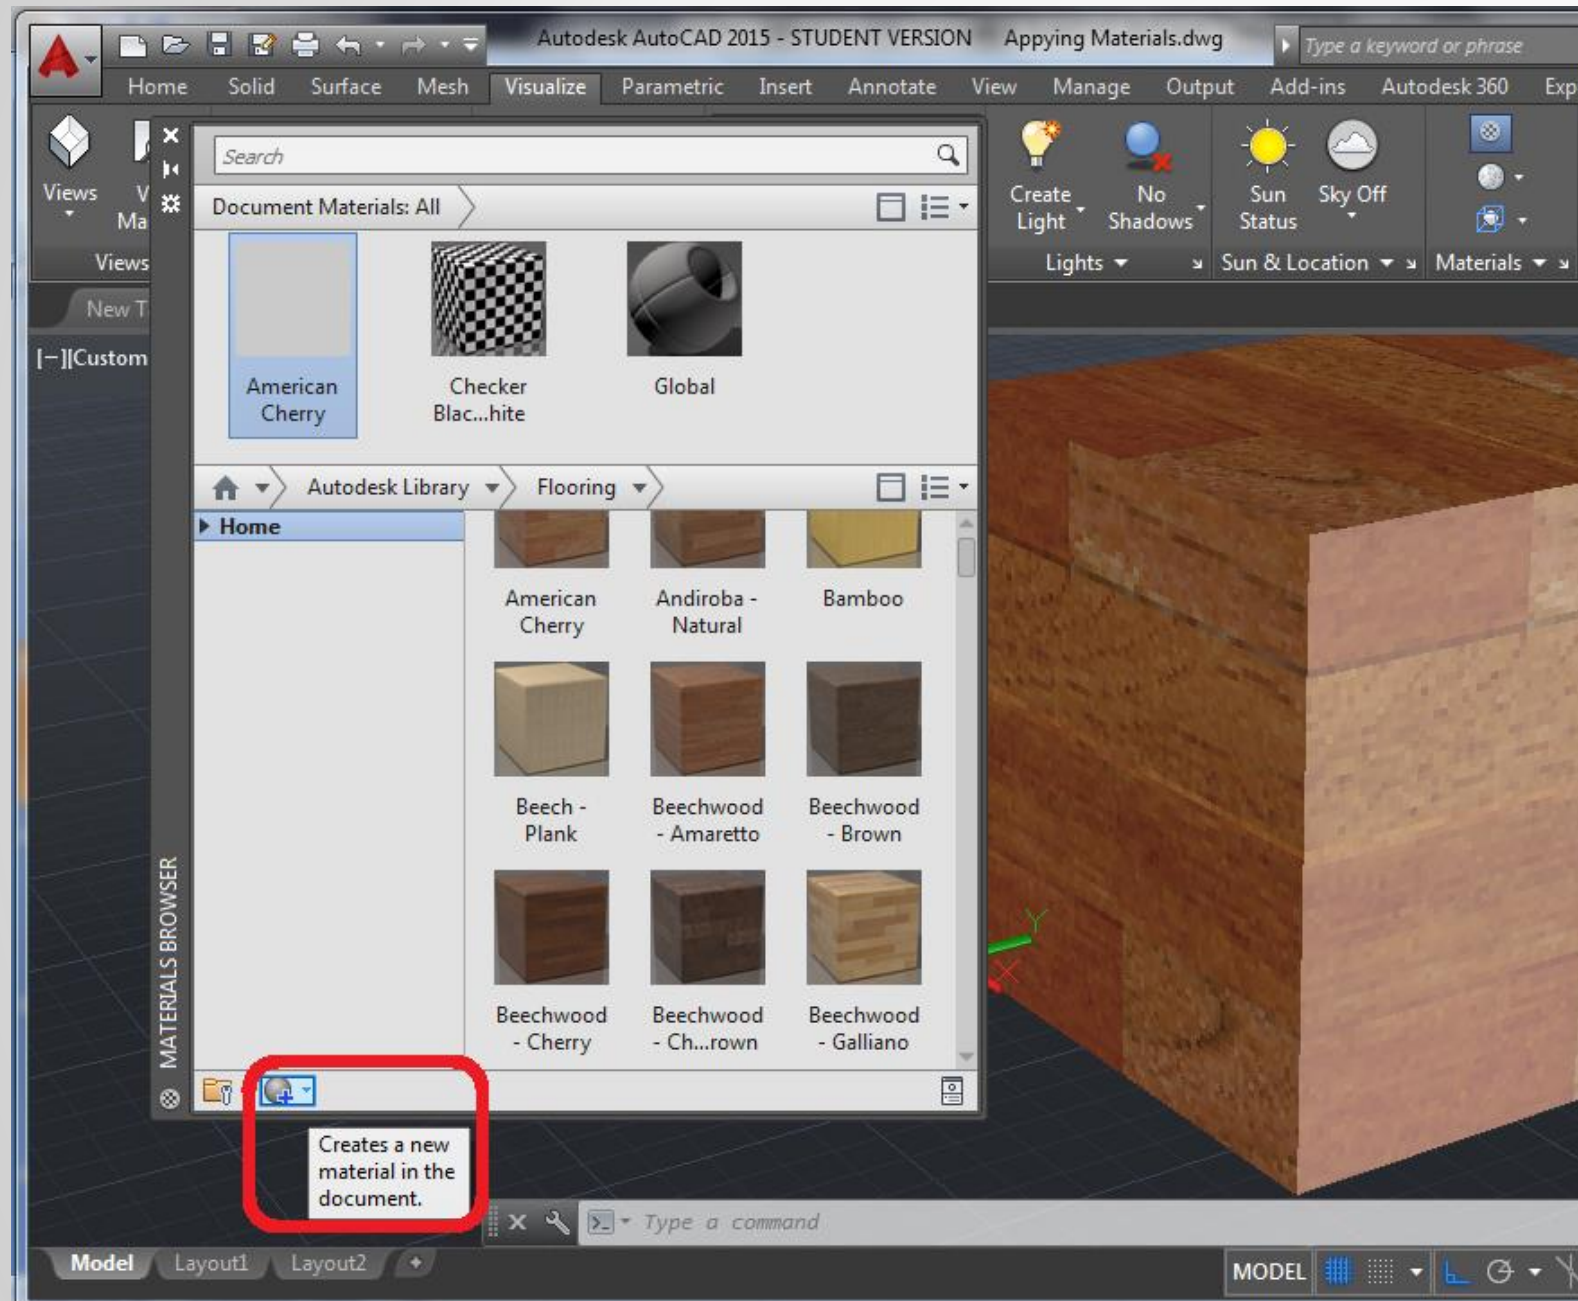 Autodesk AutoCAD 2015 - STUDENT VERSION Appying Materials.dwg
Type a keyword or phrase
Home Solid Surface Mesh Visualize Parametric Insert Annotate View Manage Output Add-ins Autodesk 360 Exp
Views
V
Ma
Create
Light
No
Shadows
Sun
Status
Sky Off
Views
Lights
Sun & Location
Materials
New T
[−][Custom
MATERIALS BROWSER
Search
Document Materials: All
American
Cherry
Checker
Blac...hite
Global
Autodesk Library
Flooring
Home
American
Cherry
Andiroba -
Natural
Bamboo
Beech -
Plank
Beechwood
- Amaretto
Beechwood
- Brown
Beechwood
- Cherry
Beechwood
- Ch...rown
Beechwood
- Galliano
Y
X
Creates a new
material in the
document.
Type a command
Model Layout1 Layout2
MODEL